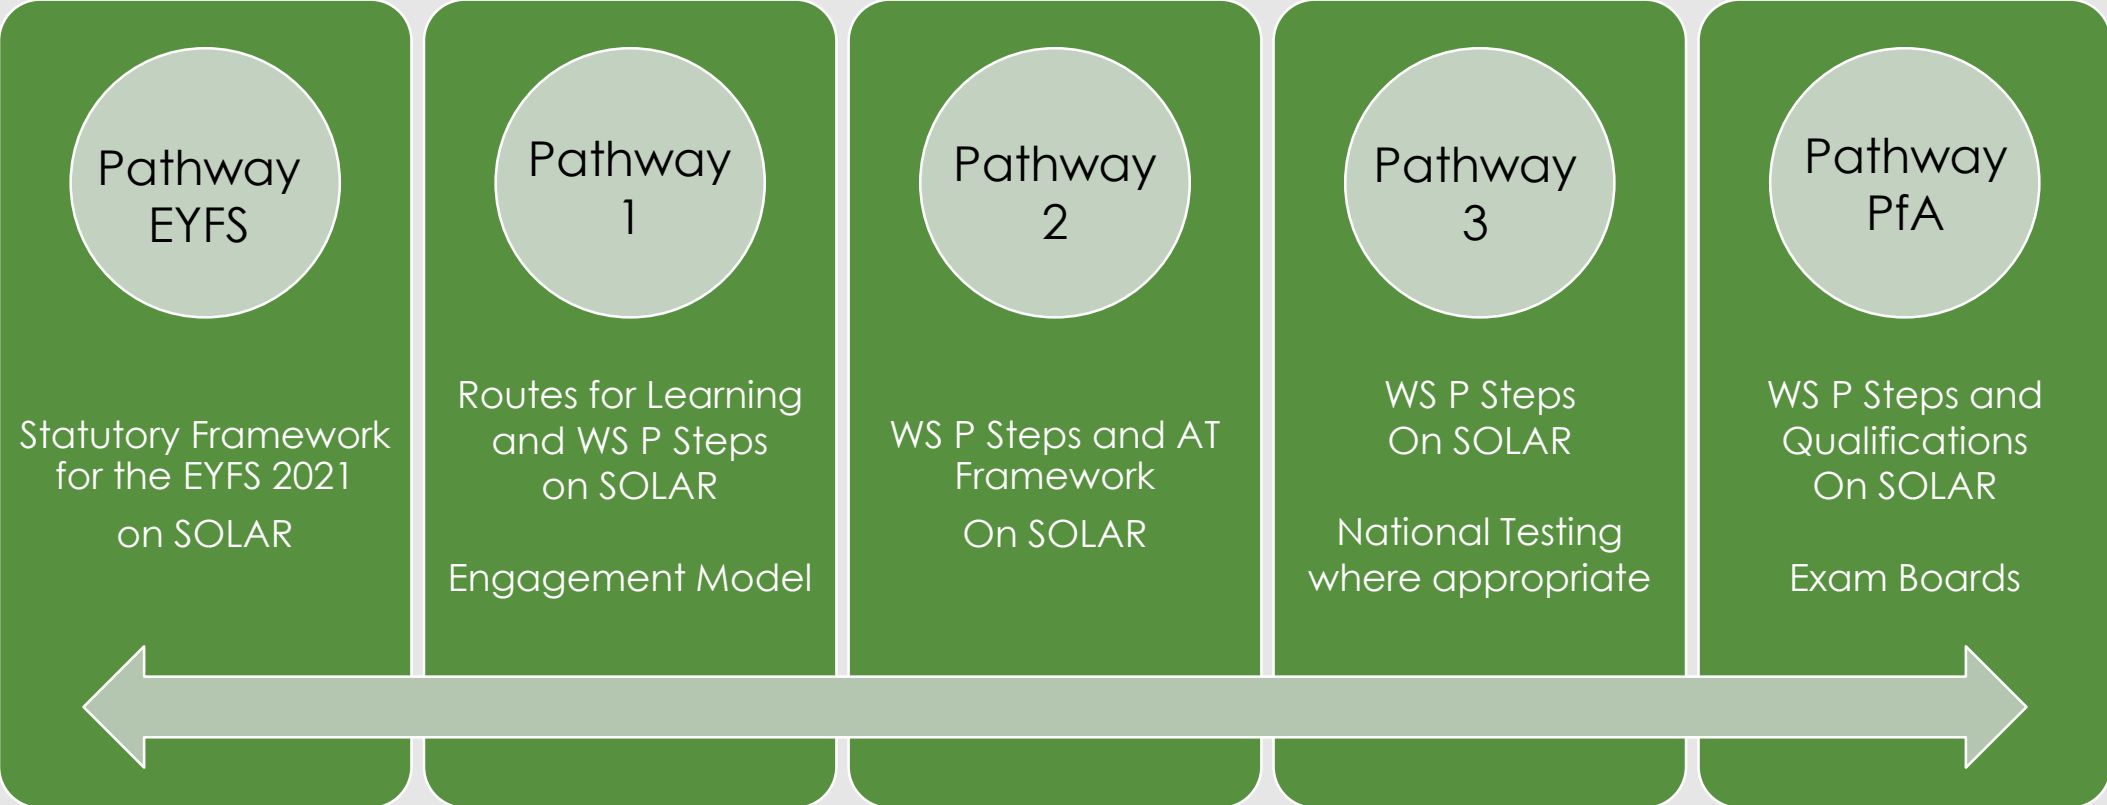 Pathway
EYFS
Statutory Framework
for the EYFS 2021
on SOLAR
Pathway
1
Routes for Learning
and WS P Steps
on SOLAR
Engagement Model
Pathway
2
WS P Steps and AT
Framework
On SOLAR
Pathway
3
WS P Steps
On SOLAR
National Testing
where appropriate
Pathway
PfA
WS P Steps and
Qualifications
On SOLAR
Exam Boards